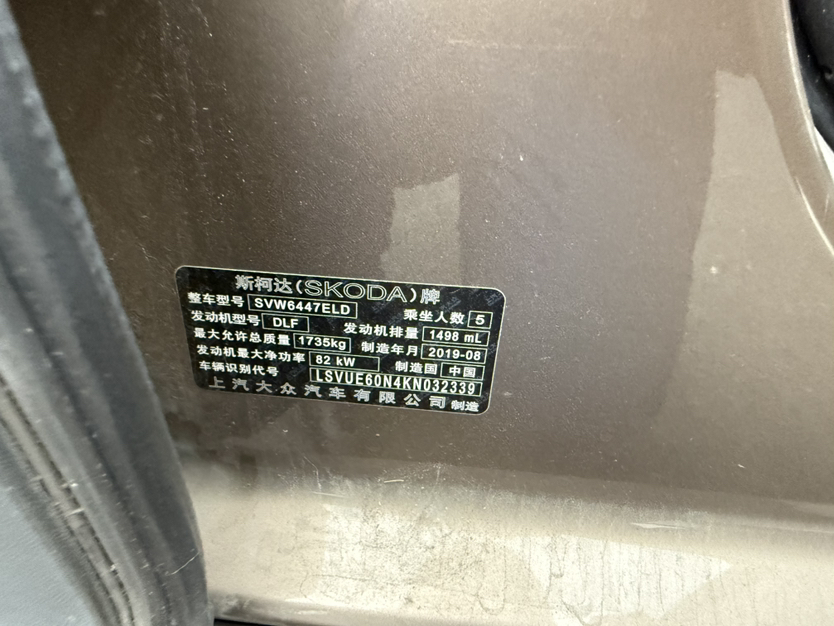 斯柯达(SKODA)牌
整车型号 SVW6447ELD 乘坐人数 5
发动机型号 DLF 发动机排量 1498 mL
最大允许总质量 1735kg 制造年月 2019-08
发动机最大净功率 82 kW 制造国 中国
车辆识别代号 LSVUE60N4KN032339
上汽大众汽车有限公司 制造